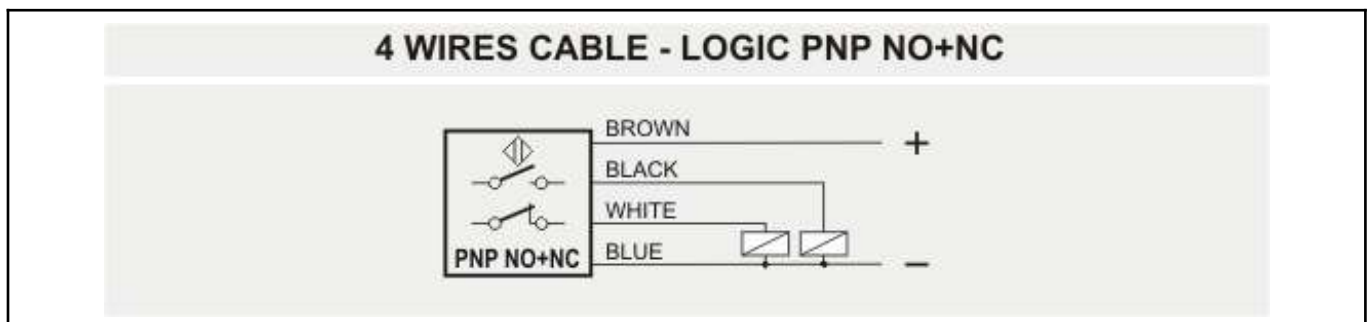 4 WIRES CABLE - LOGIC PNP NO+NC
BROWN
+
BLACK
WHITE
BLUE
−
PNP NO+NC